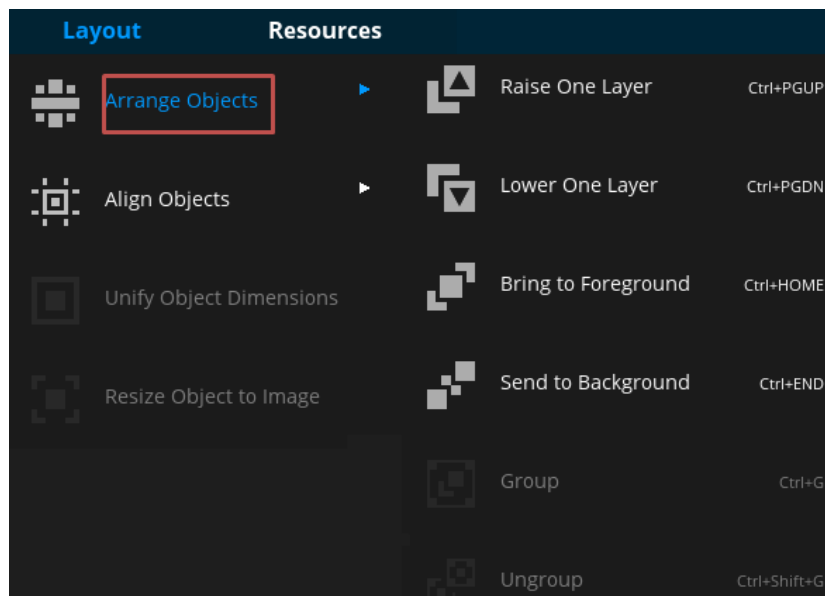 Layout
Resources
Arrange Objects
Align Objects
Unify Object Dimensions
Resize Object to Image
Raise One Layer Ctrl+PGUP
Lower One Layer Ctrl+PGDN
Bring to Foreground Ctrl+HOME
Send to Background Ctrl+END
Group Ctrl+G
Ungroup Ctrl+Shift+G